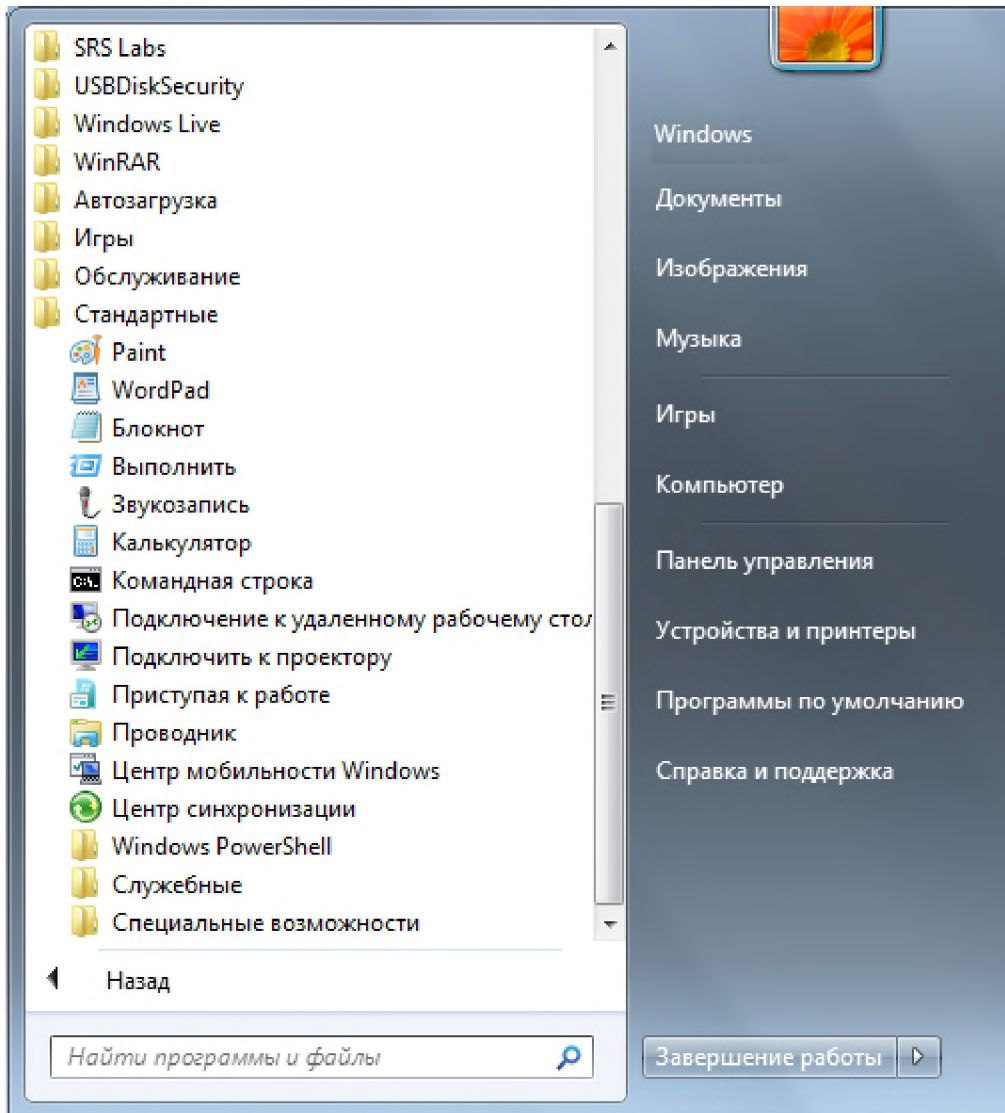 SRS Labs
USBDiskSecurity
Windows Live
WinRAR
Автозагрузка
Игры
Обслуживание
Стандартные
Paint
WordPad
Блокнот
Выполнить
Звукозапись
Калькулятор
Командная строка
Подключение к удаленному рабочему стол
Подключить к проектору
Приступая к работе
Проводник
Центр мобильности Windows
Центр синхронизации
Windows PowerShell
Служебные
Специальные возможности
Назад
Найти программы и файлы
Windows
Документы
Изображения
Музыка
Игры
Компьютер
Панель управления
Устройства и принтеры
Программы по умолчанию
Справка и поддержка
Завершение работы